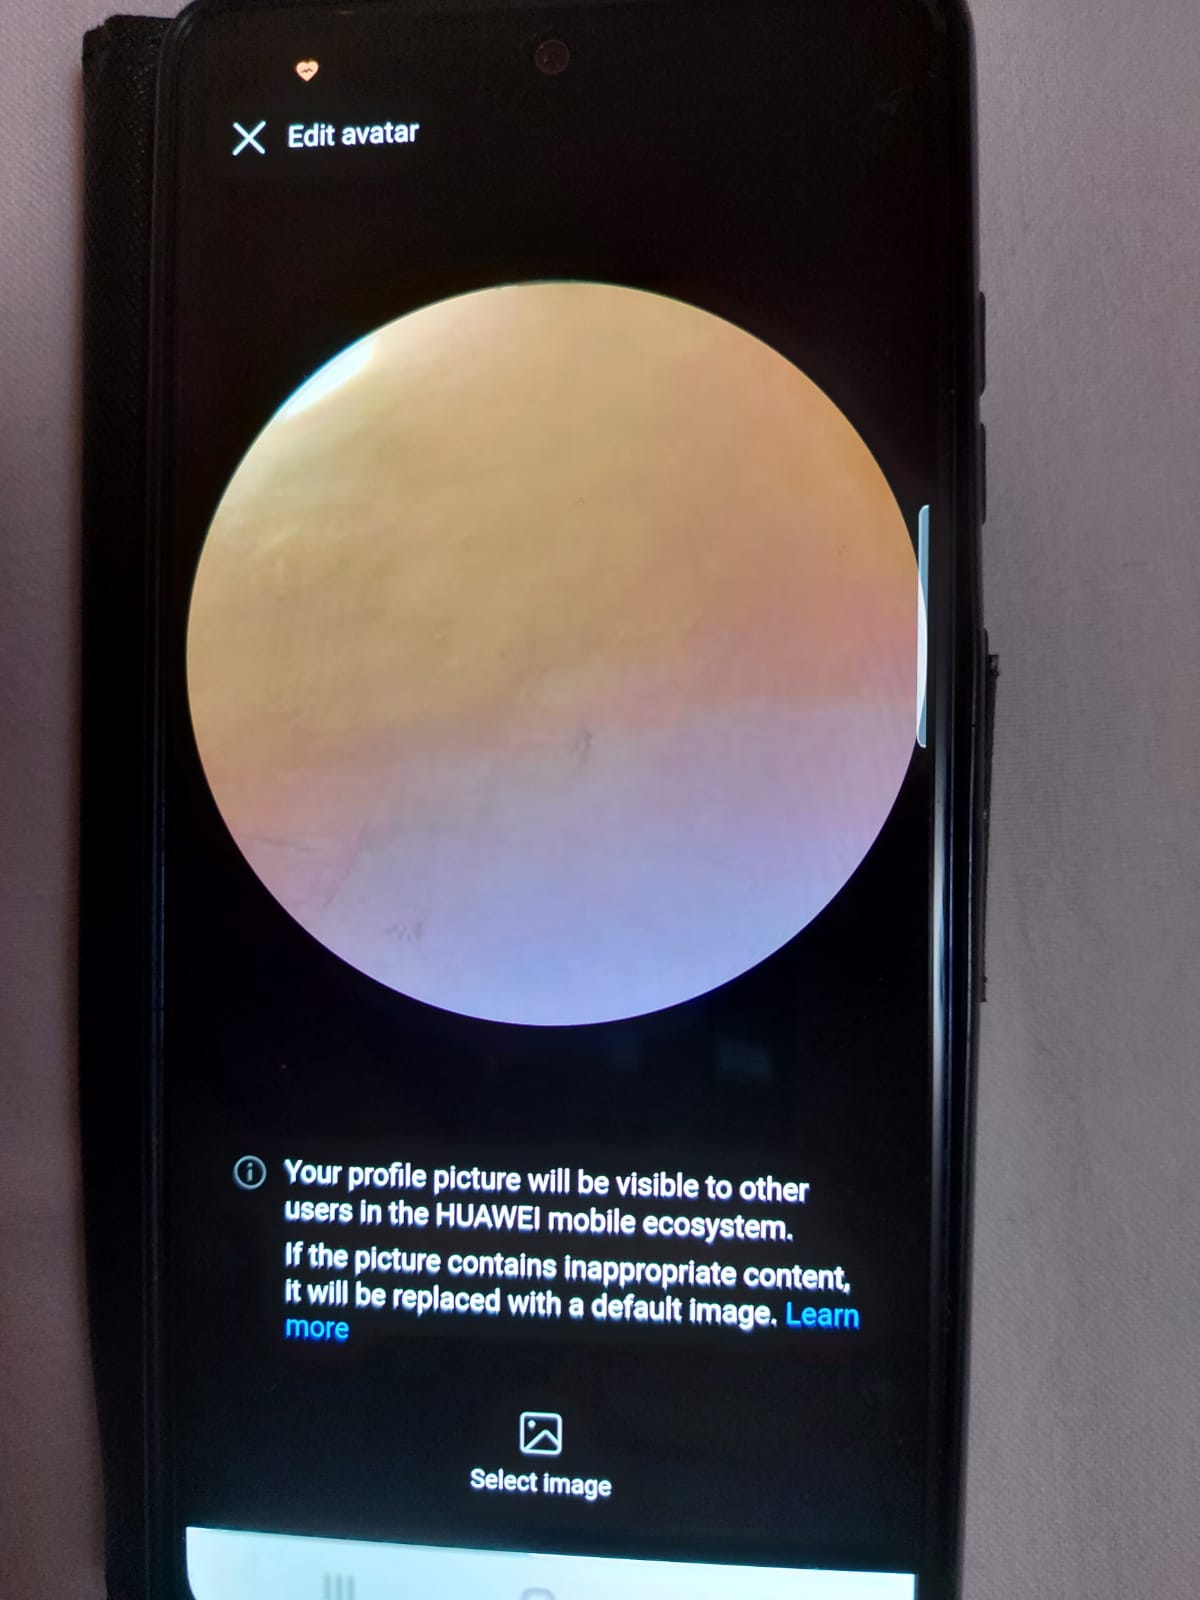 Edit avatar
Your profile picture will be visible to other
users in the HUAWEI mobile ecosystem.
If the picture contains inappropriate content,
it will be replaced with a default image. Learn
more
Select image